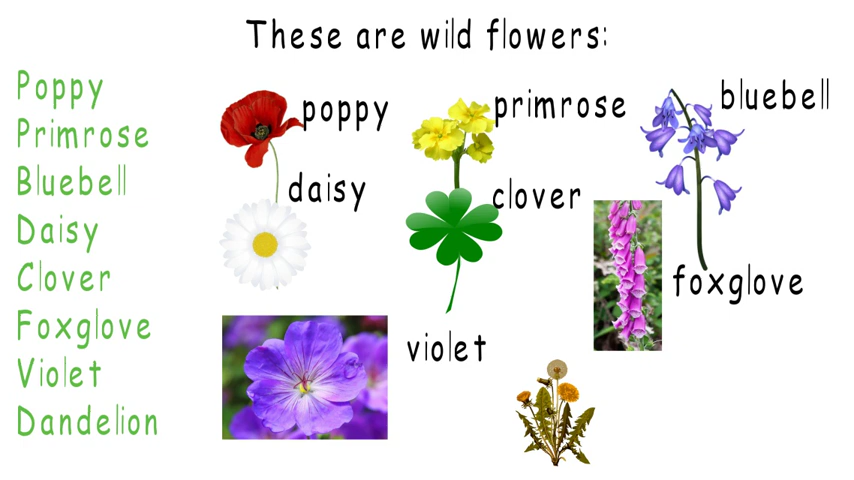 These are wild flowers:
Poppy
Primrose
Bluebell
Daisy
Clover
Foxglove
Violet
Dandelion
poppy
primrose
bluebell
daisy
clover
foxglove
violet